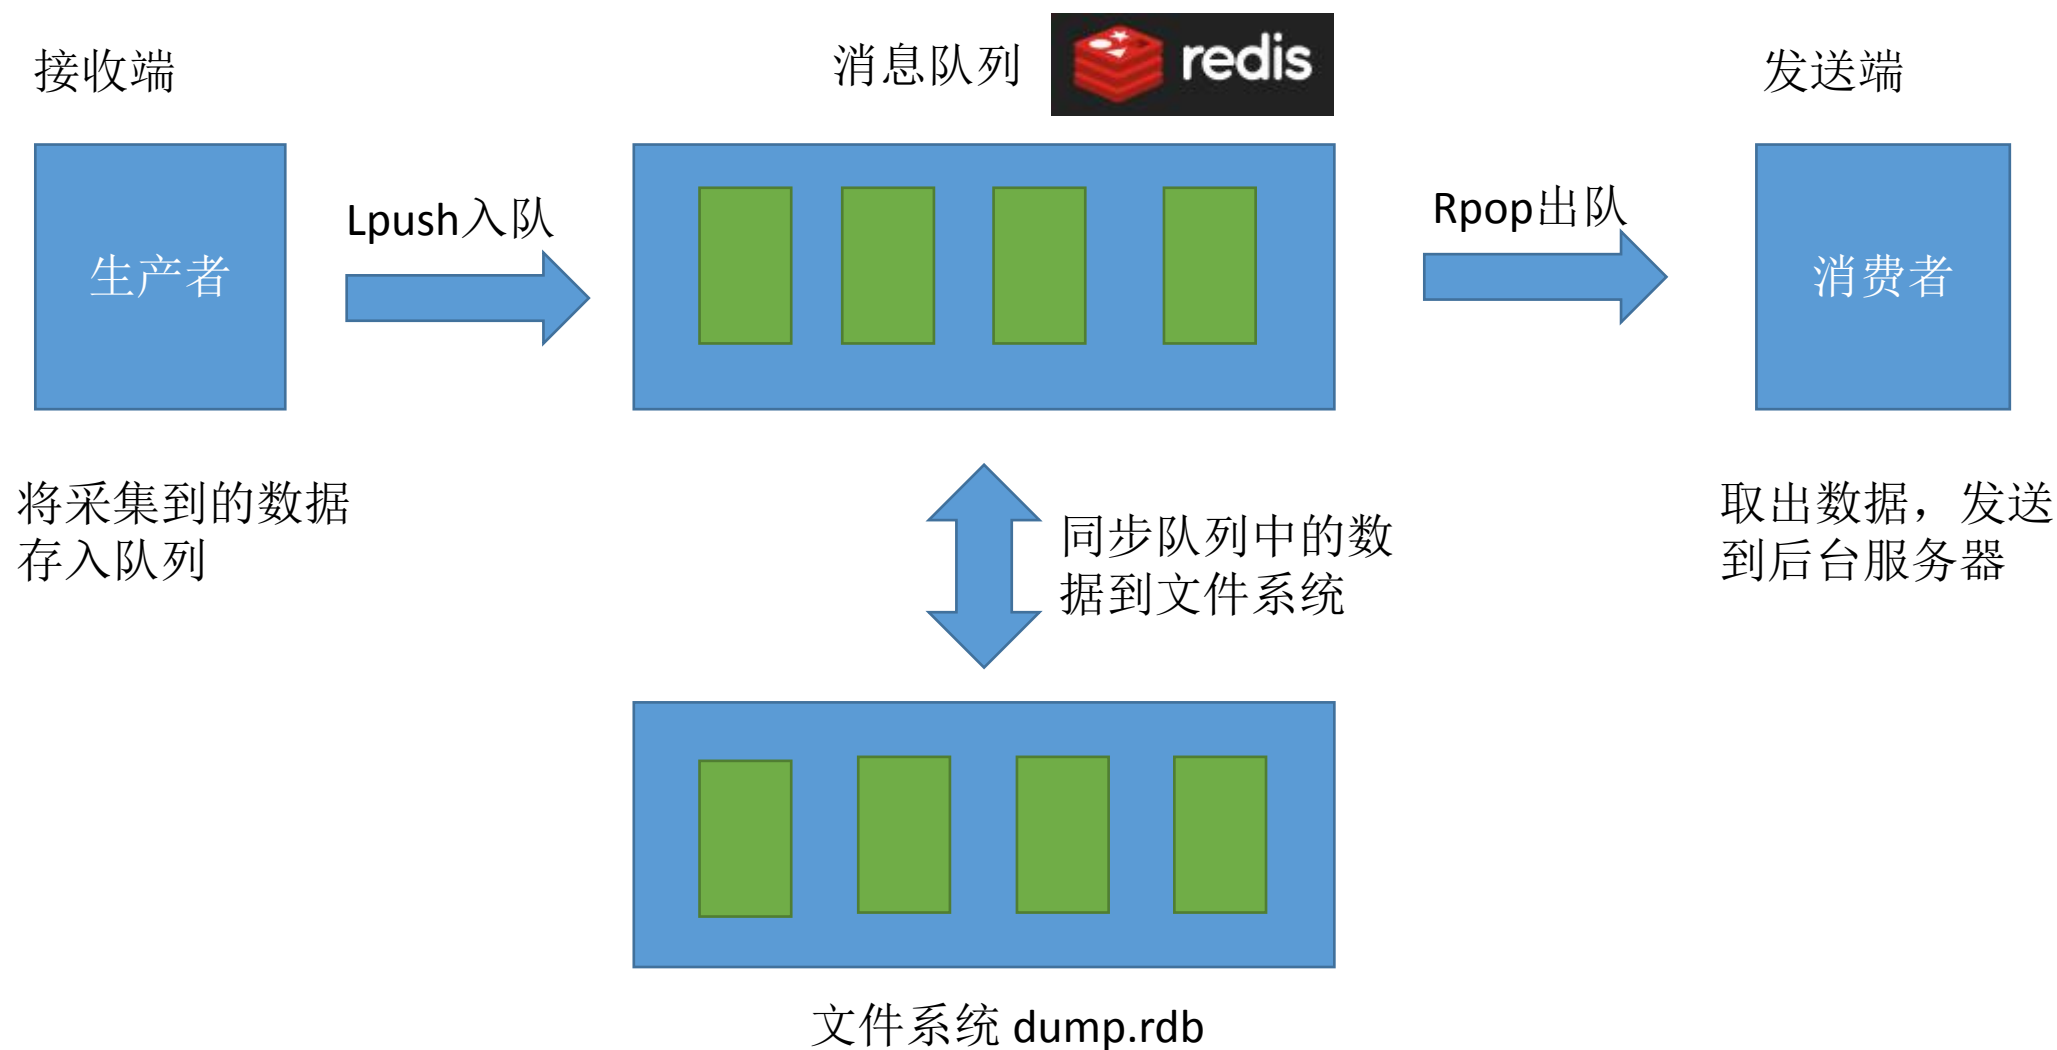 接收端
消息队列
redis
发送端
Lpush入队
Rpop出队
生产者
消费者
将采集到的数据
存入队列
同步队列中的数
据到文件系统
取出数据，发送
到后台服务器
文件系统 dump.rdb